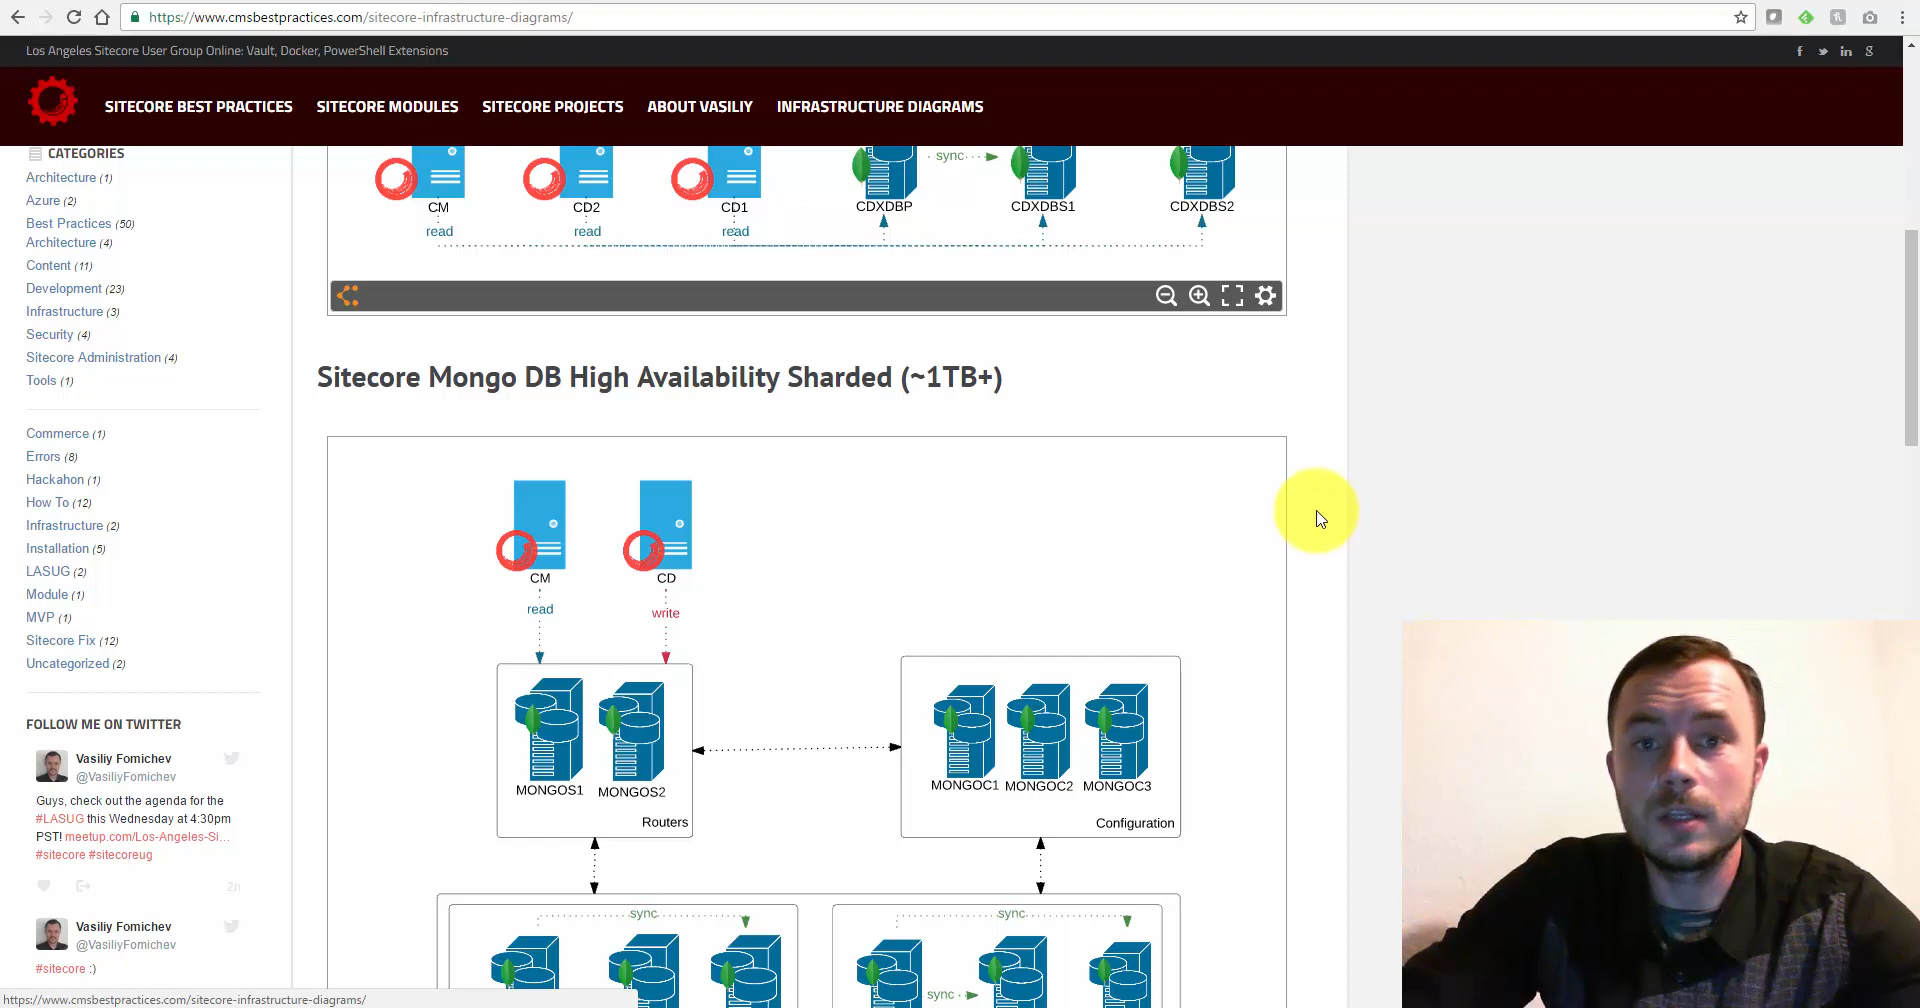 https://www.cmsbestpractices.com/sitecore-infrastructure-diagrams/
Los Angeles Sitecore User Group Online: Vault, Docker, PowerShell Extensions
SITECORE BEST PRACTICES SITECORE MODULES SITECORE PROJECTS ABOUT VASILIY INFRASTRUCTURE DIAGRAMS
CATEGORIES
Architecture (1)
Azure (2)
Best Practices (50)
Architecture (4)
Content (11)
Development (23)
Infrastructure (3)
Security (4)
Sitecore Administration (4)
Tools (1)
Commerce (1)
Errors (8)
Hackahon (1)
How To (12)
Infrastructure (2)
Installation (5)
LASUG (2)
Module (1)
MVP (1)
Sitecore Fix (12)
Uncategorized (2)
FOLLOW ME ON TWITTER
Vasiliy Fomichev
@VasiliyFomichev
Guys, check out the agenda for the
#LASUG this Wednesday at 4:30pm
PST! meetup.com/Los-Angeles-Si...
#sitecore #sitecoreug
Vasiliy Fomichev
@VasiliyFomichev
#sitecore :)
sync
CM CD2 CD1 CDXDBP CDXDBS1 CDXDBS2
read read read
Sitecore Mongo DB High Availability Sharded (~1TB+)
CM CD
read write
MONGOS1 MONGOS2
Routers
MONGOC1 MONGOC2 MONGOC3
Configuration
sync sync
sync
https://www.cmsbestpractices.com/sitecore-infrastructure-diagrams/